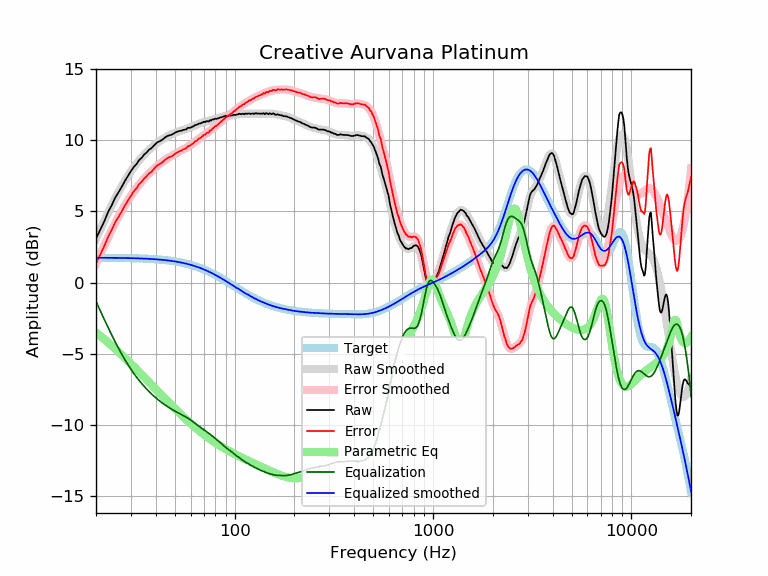 Creative Aurvana Platinum
15
10
5
0
−5
−10
−15
Amplitude (dBr)
Target
Raw Smoothed
Error Smoothed
Raw
Error
Parametric Eq
Equalization
Equalized smoothed
100
1000
10000
Frequency (Hz)